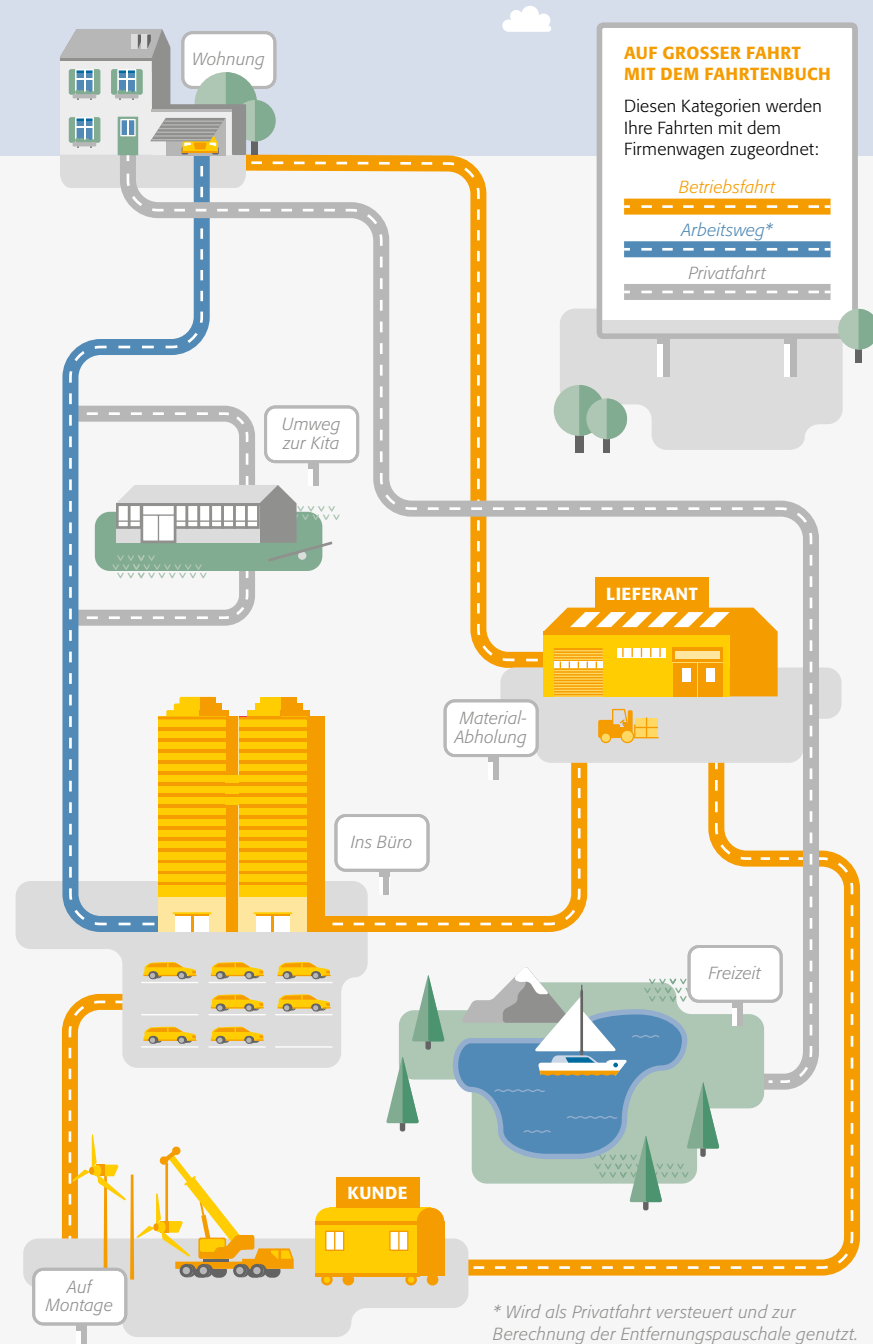 Wohnung
AUF GROSSER FAHRT
MIT DEM FAHRTENBUCH
Diesen Kategorien werden
Ihre Fahrten mit dem
Firmenwagen zugeordnet:
Betriebsfahrt
Arbeitsweg*
Privatfahrt
Umweg
zur Kita
LIEFERANT
Material-
Abholung
Ins Büro
Freizeit
KUNDE
Auf
Montage
* Wird als Privatfahrt versteuert und zur
Berechnung der Entfernungspauschale genutzt.